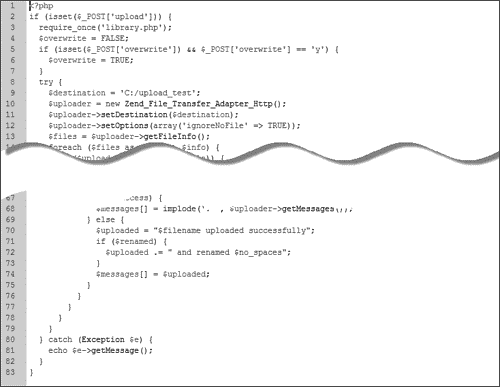 1 <?php
2 if (isset($_POST['upload'])) {
3 require_once('library.php');
4 $overwrite = FALSE;
5 if (isset($_POST['overwrite']) && $_POST['overwrite'] == 'y') {
6 $overwrite = TRUE;
7 }
8 try {
9 $destination = 'C:/upload_test';
10 $uploader = new Zend_File_Transfer_Adapter_Http();
11 $uploader->setDestination($destination);
12 $uploader->setOptions(array('ignoreNoFile' => TRUE));
13 $files = $uploader->getFileInfo();
foreach ($files $info) {
67 {
68 $messages[] = implode('. , $uploader->getMessages());
69 } else {
70 $uploaded = "$filename uploaded successfully";
71 if ($renamed) {
72 $uploaded .= " and renamed $no_spaces";
73 }
74 $messages[] = $uploaded;
75 }
76 }
77 }
78 }
79 }
80 } catch (Exception $e) {
81 echo $e->getMessage();
82 }
83 }